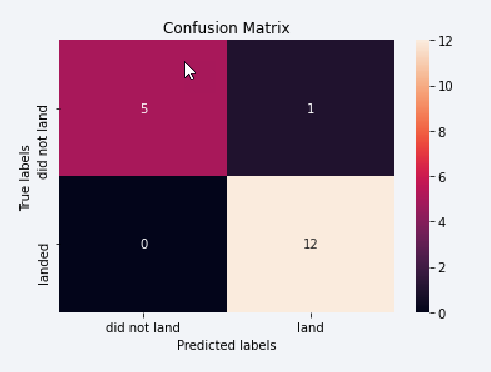 Confusion Matrix
True labels
did not land
landed
5
1
0
12
did not land
land
Predicted labels
12
10
8
6
4
2
0